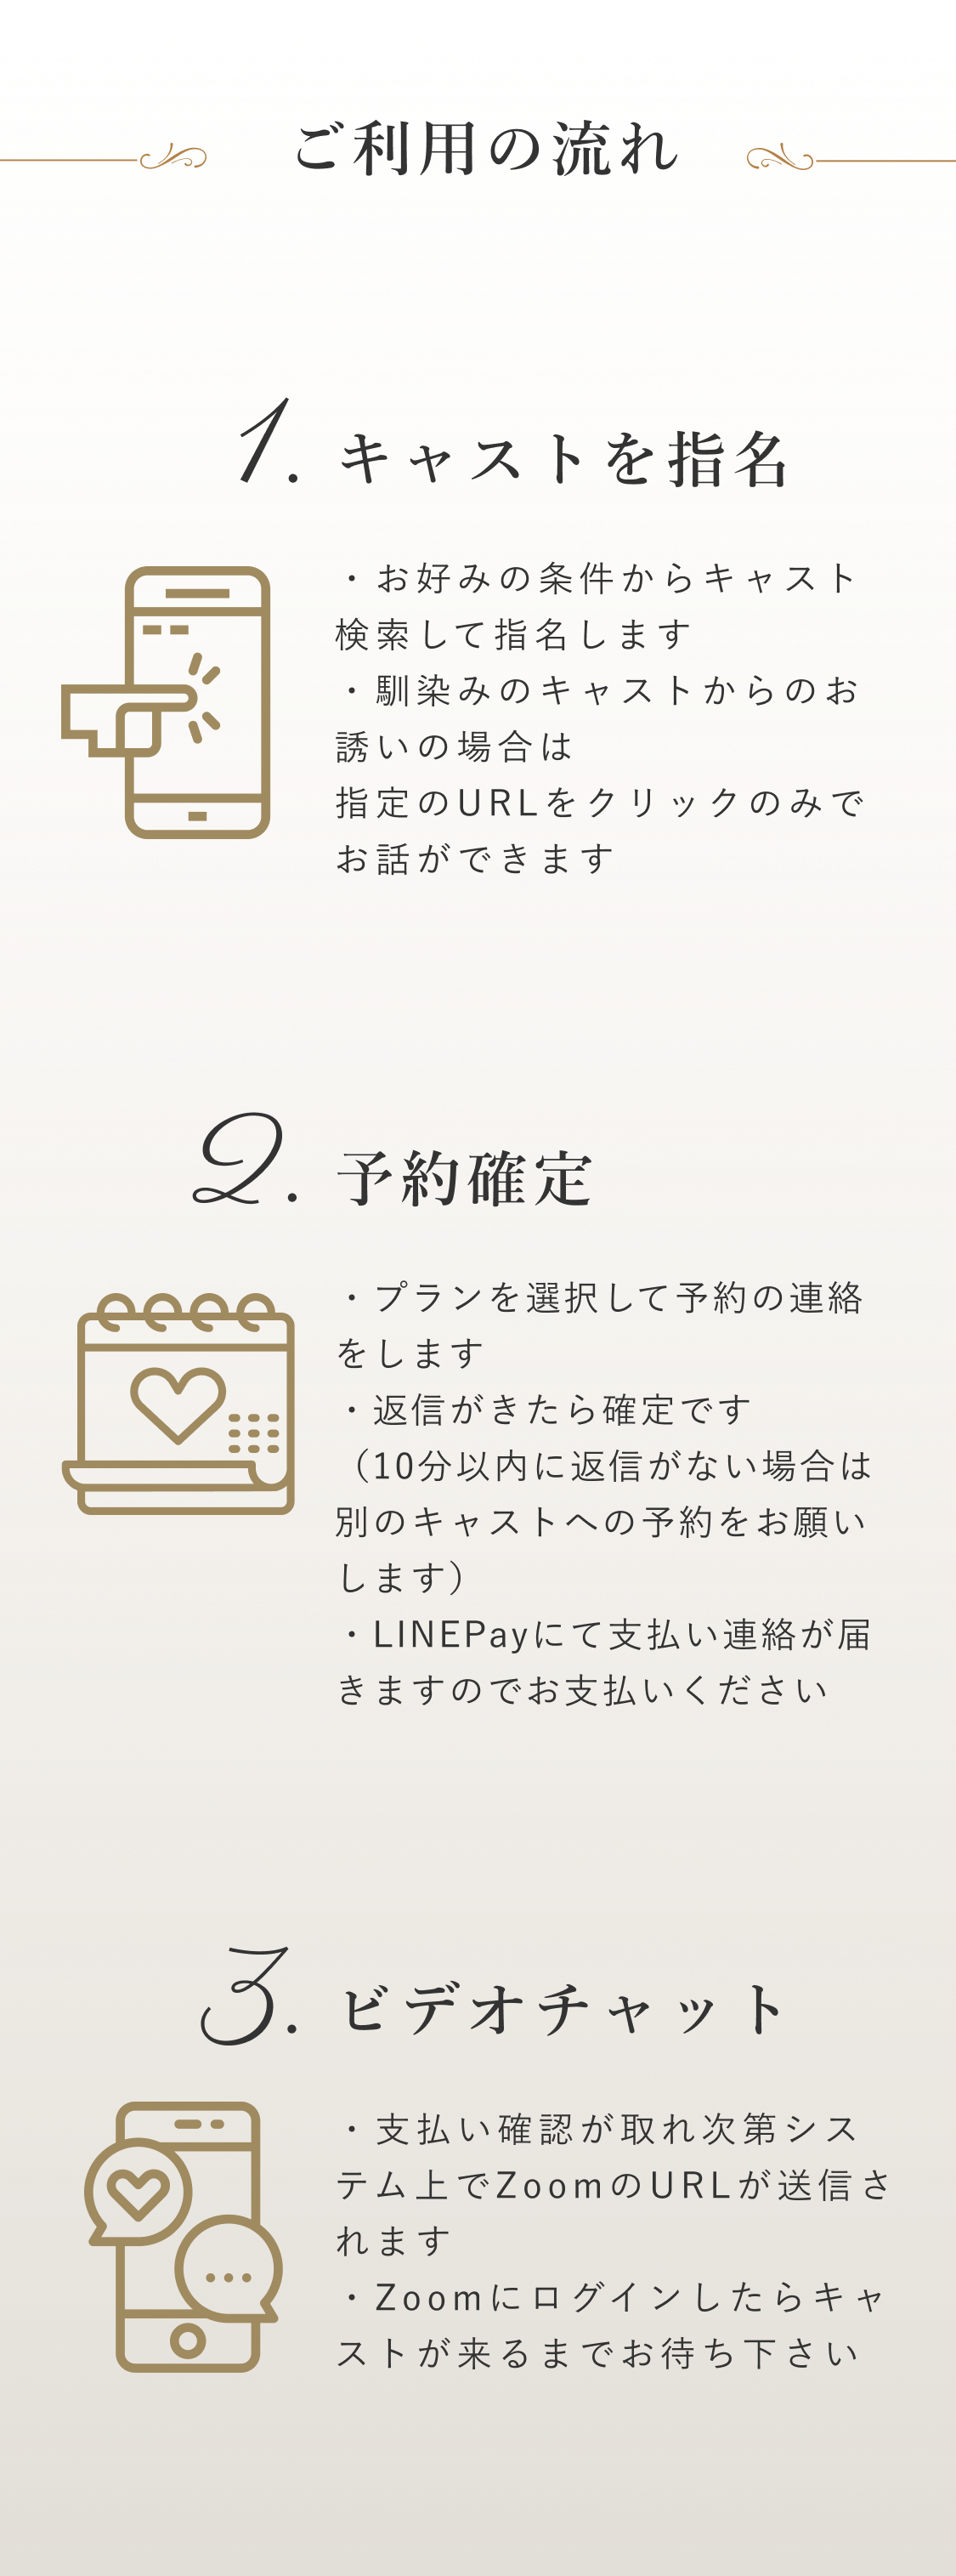 ご利用の流れ
1. キャストを指名
・お好みの条件からキャスト
検索して指名します
・馴染みのキャストからのお
誘いの場合は
指定のURLをクリックのみで
お話ができます
2. 予約確定
・プランを選択して予約の連絡
をします
・返信がきたら確定です
（10分以内に返信がない場合は
別のキャストへの予約をお願い
します）
・LINEPayにて支払い連絡が届
きますのでお支払いください
3. ビデオチャット
・支払い確認が取れ次第シス
テム上でZoomのURLが送信さ
れます
・Zoomにログインしたらキャ
ストが来るまでお待ち下さい